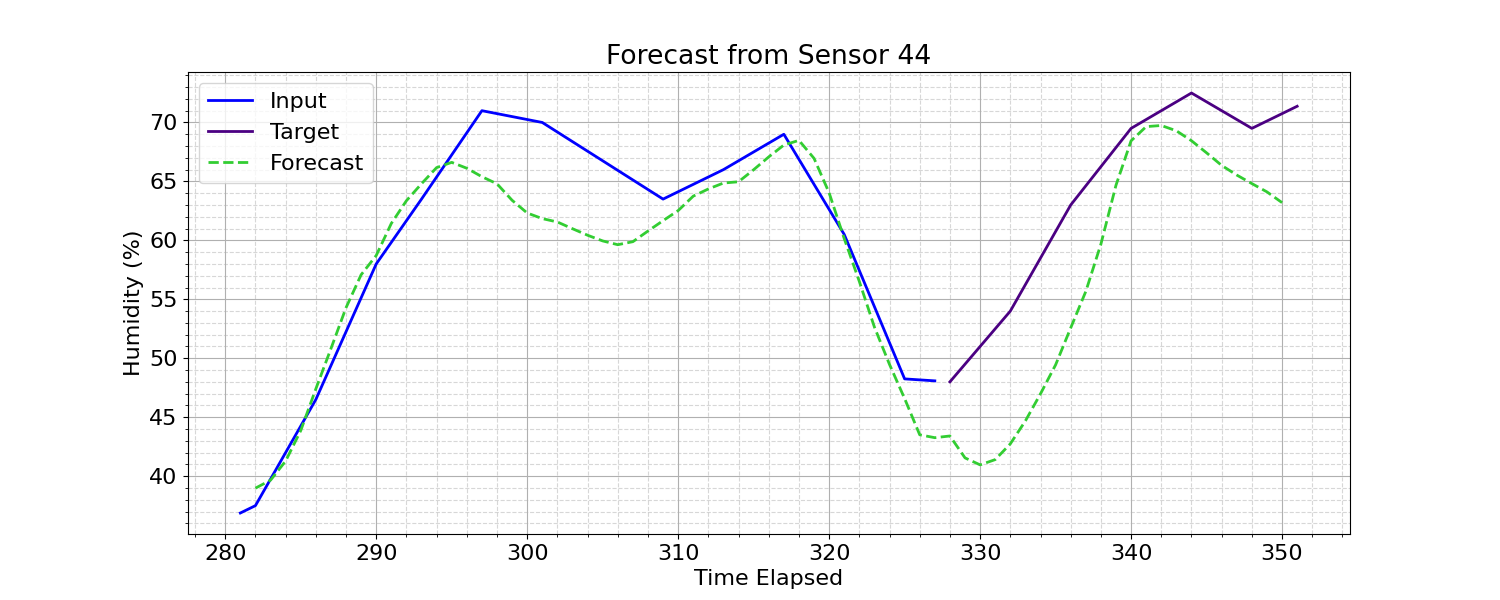 Forecast from Sensor 44
Input
Target
Forecast
Humidity (%)
70
65
60
55
50
45
40
280 290 300 310 320 330 340 350
Time Elapsed